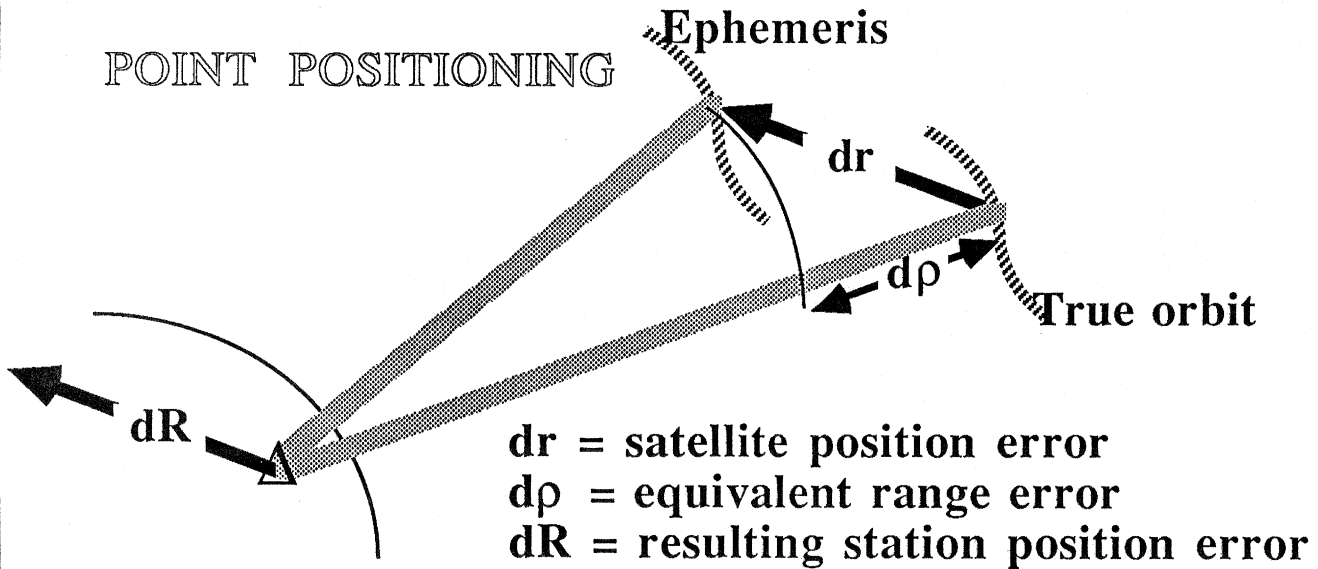 POINT POSITIONING
Ephemeris
dr
dρ
True orbit
dR
dr = satellite position error
dρ = equivalent range error
dR = resulting station position error